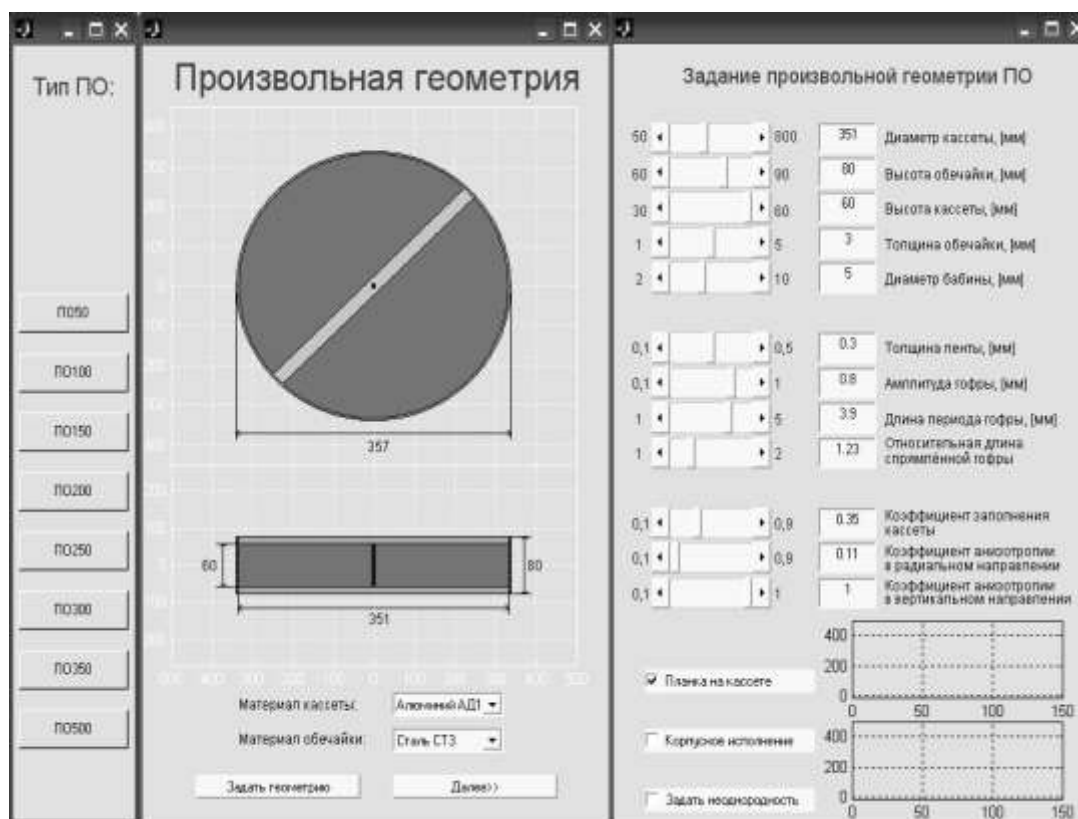 Тип ПО:
ПО50
ПО100
ПО150
ПО200
ПО250
ПО300
ПО350
ПО500
Произвольная геометрия
357
60
80
351
Материал кассеты:
Алюминий АД1
Материал обечайки:
Сталь СТ3
Задать геометрию
Далее>>
Задание произвольной геометрии ПО
50 800 351 Диаметр кассеты, [мм]
60 90 80 Высота обечайки, [мм]
30 60 60 Высота кассеты, [мм]
1 5 3 Толщина обечайки, [мм]
2 10 5 Диаметр бабины, [мм]
0,1 0,5 0.3 Толщина ленты, [мм]
0,1 1 0.8 Амплитуда гофры, [мм]
1 5 3.9 Длина периода гофры, [мм]
1 2 1.23 Относительная длина
спрямлённой гофры
0,1 0,9 0.35 Коэффициент заполнения
кассеты
0,1 0,9 0.11 Коэффициент анизотропии
в радиальном направлении
0,1 1 1 Коэффициент анизотропии
в вертикальном направлении
Планка на кассете
400
200
0
0 50 100 150
Корпусное исполнение
400
200
0
0 50 100 150
Задать неоднородность